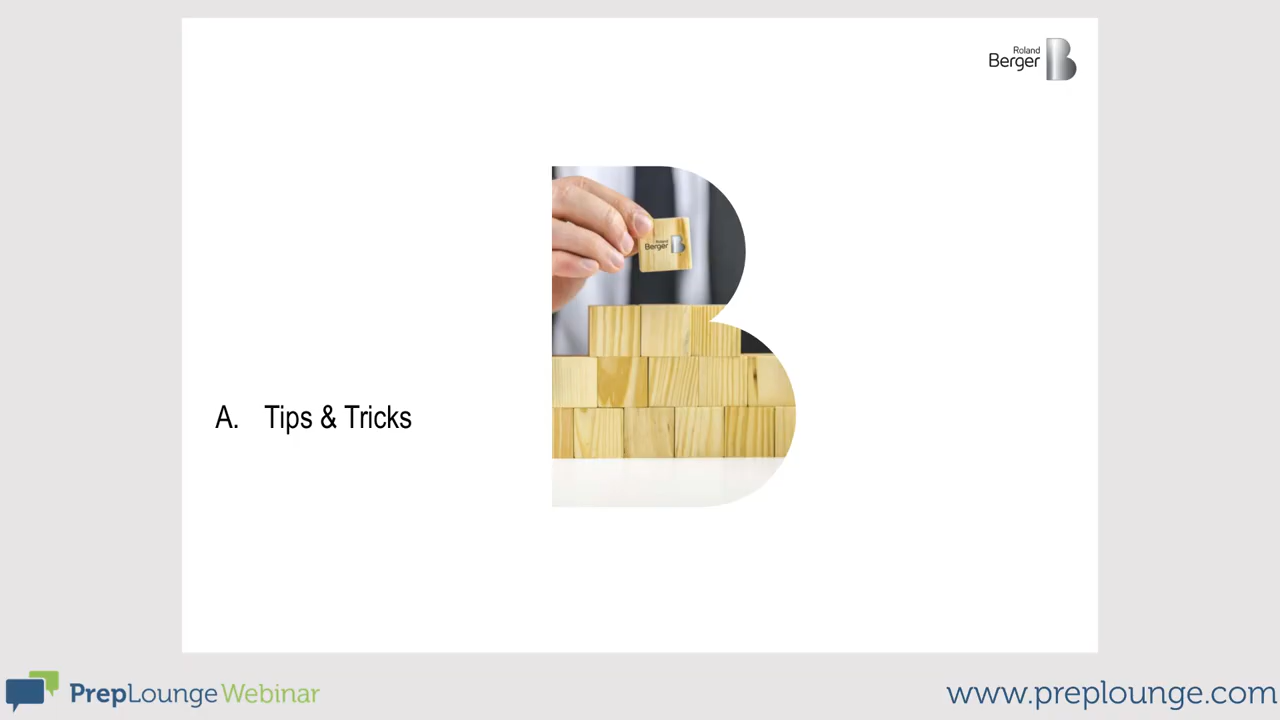 Roland
Berger
Roland
Berger
A. Tips & Tricks
PrepLounge Webinar
www.preplounge.com